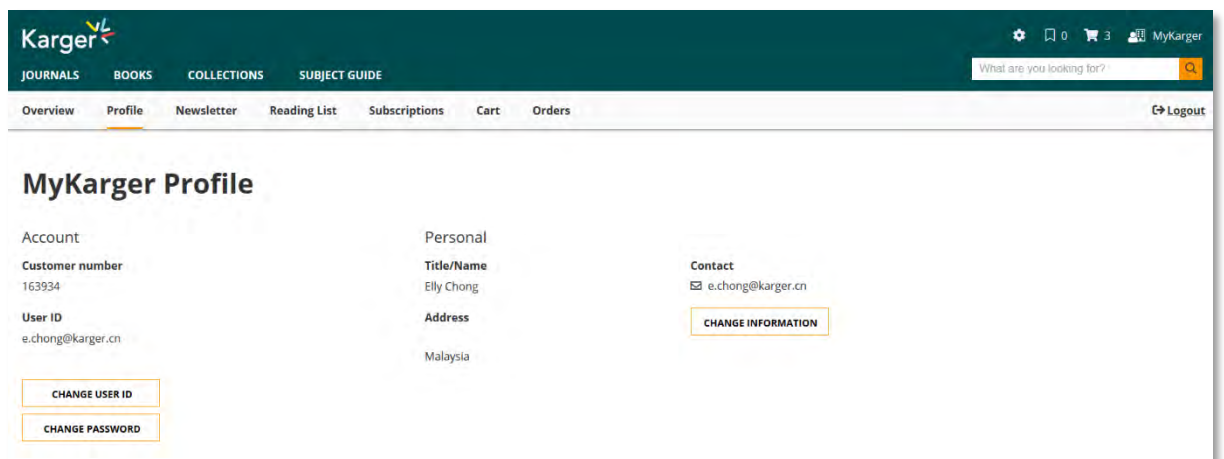 Karger
0 3 MyKarger
JOURNALS BOOKS COLLECTIONS SUBJECT GUIDE
What are you looking for?
Overview Profile Newsletter Reading List Subscriptions Cart Orders Logout
MyKarger Profile
Account
Customer number
163934
User ID
e.chong@karger.cn
CHANGE USER ID
CHANGE PASSWORD
Personal
Title/Name
Elly Chong
Address
Malaysia
Contact
e.chong@karger.cn
CHANGE INFORMATION